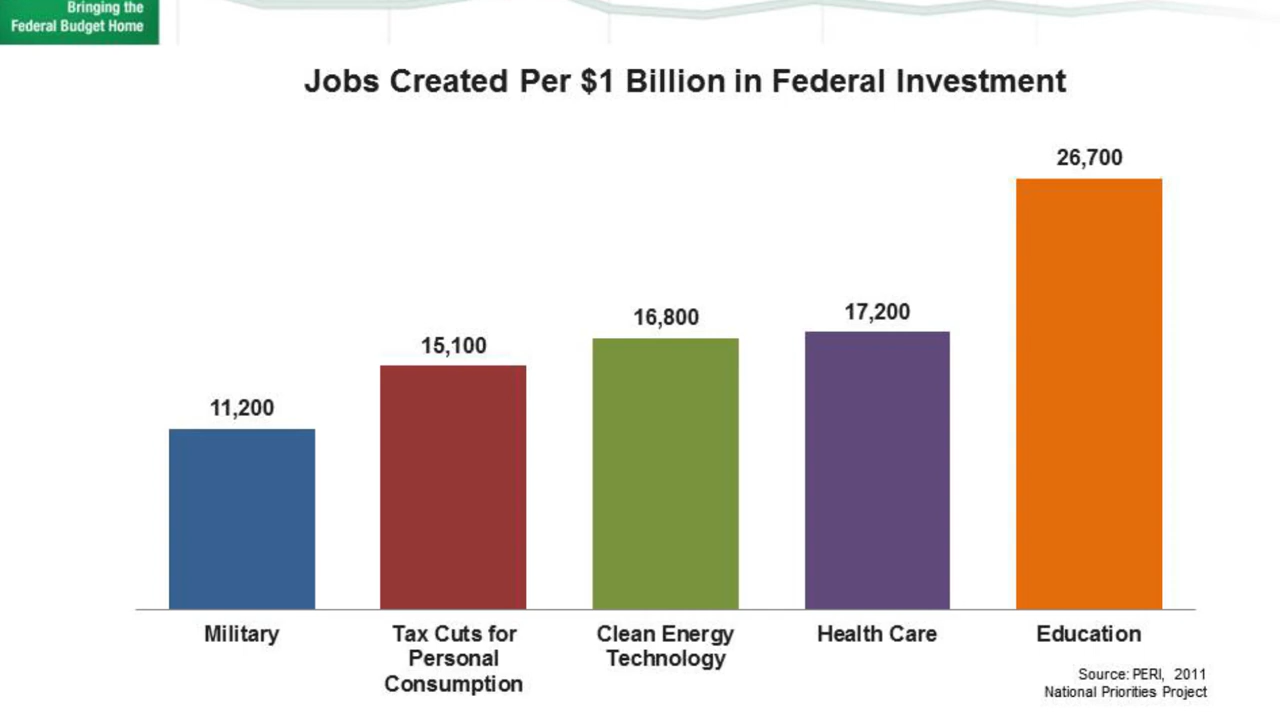 Bringing the
Federal Budget Home
Jobs Created Per $1 Billion in Federal Investment
11,200
15,100
16,800
17,200
26,700
Military
Tax Cuts for
Personal
Consumption
Clean Energy
Technology
Health Care
Education
Source: PERI, 2011
National Priorities Project